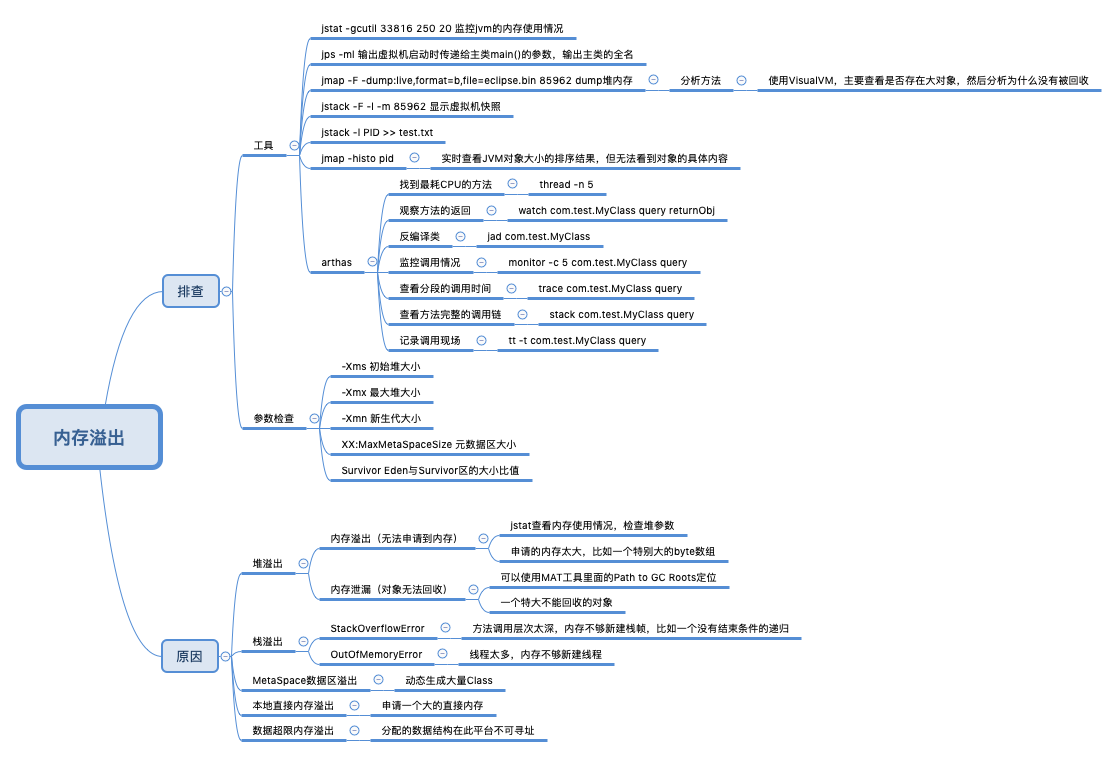 内存溢出
排查
工具
jstat -gcutil 33816 250 20 监控jvm的内存使用情况
jps -ml 输出虚拟机启动时传递给主类main()的参数，输出主类的全名
jmap -F -dump:live,format=b,file=eclipse.bin 85962 dump堆内存
分析方法
使用VisualVM，主要查看是否存在大对象，然后分析为什么没有被回收
jstack -F -l -m 85962 显示虚拟机快照
jstack -l PID >> test.txt
jmap -histo pid
实时查看JVM对象大小的排序结果，但无法看到对象的具体内容
arthas
找到最耗CPU的方法
thread -n 5
观察方法的返回
watch com.test.MyClass query returnObj
反编译类
jad com.test.MyClass
监控调用情况
monitor -c 5 com.test.MyClass query
查看分段的调用时间
trace com.test.MyClass query
查看方法完整的调用链
stack com.test.MyClass query
记录调用现场
tt -t com.test.MyClass query
参数检查
-Xms 初始堆大小
-Xmx 最大堆大小
-Xmn 新生代大小
XX:MaxMetaSpaceSize 元数据区大小
Survivor Eden与Survivor区的大小比值
原因
堆溢出
内存溢出（无法申请到内存）
jstat查看内存使用情况，检查堆参数
申请的内存太大，比如一个特别大的byte数组
内存泄漏（对象无法回收）
可以使用MAT工具里面的Path to GC Roots定位
一个特大不能回收的对象
栈溢出
StackOverflowError
方法调用层次太深，内存不够新建栈帧，比如一个没有结束条件的递归
OutOfMemoryError
线程太多，内存不够新建线程
MetaSpace数据区溢出
动态生成大量Class
本地直接内存溢出
申请一个大的直接内存
数据超限内存溢出
分配的数据结构在此平台不可寻址